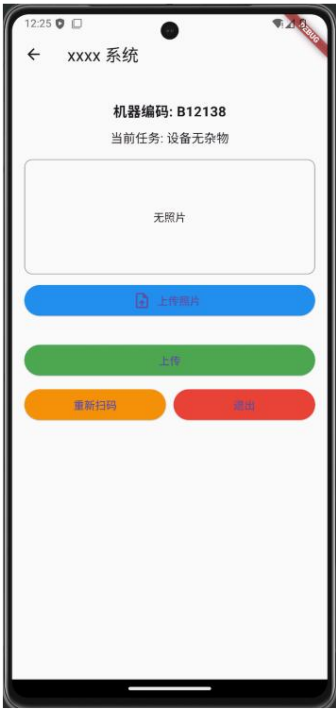 12:25
DEBUG
xxxx 系统
机器编码: B12138
当前任务: 设备无杂物
无照片
上传照片
上传
重新扫码
退出